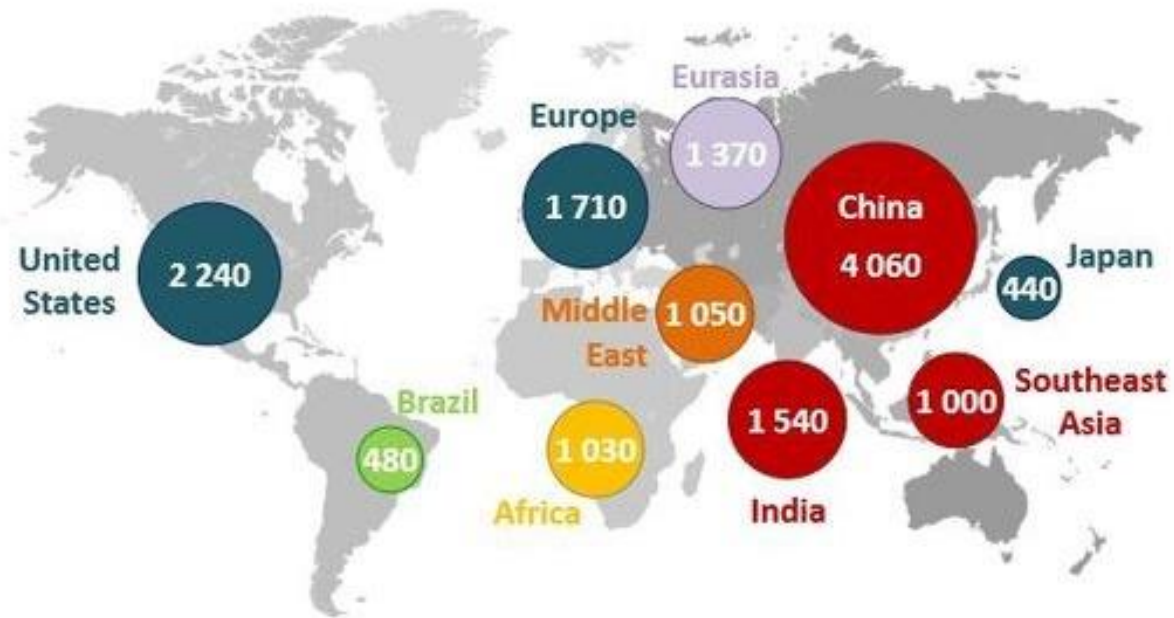 Eurasia
1 370
Europe
1 710
China
4 060
United
States
2 240
Japan
440
Middle
East
1 050
Brazil
480
Africa
1 030
India
1 540
Southeast
Asia
1 000